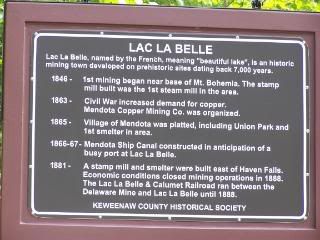 LAC LA BELLE
Lac La Belle, named by the French, meaning "beautiful lake", is an historic
mining town developed on prehistoric sites dating back 7,000 years.
1846 - 1st mining began near base of Mt. Bohemia. The stamp
mill built was the 1st steam mill in the area.
1863 - Civil War increased demand for copper.
Mendota Copper Mining Co. was organized.
1865 - Village of Mendota was platted, including Union Park and
1st smelter in area.
1866-67- Mendota Ship Canal constructed in anticipation of a
busy port at Lac La Belle.
1881 - A stamp mill and smelter were built east of Haven Falls.
Economic conditions closed mining operations in 1888.
The Lac La Belle & Calumet Railroad ran between the
Delaware Mine and Lac La Belle until 1888.
KEWEENAW COUNTY HISTORICAL SOCIETY